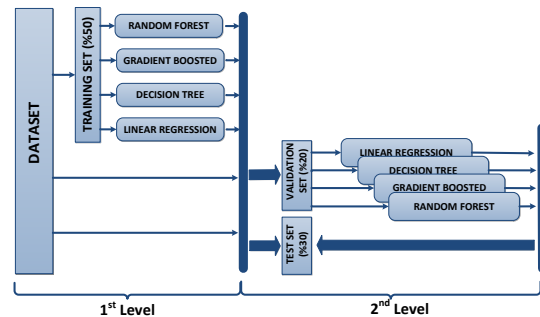 DATASET
TRAINING SET (%50)
RANDOM FOREST
GRADIENT BOOSTED
DECISION TREE
LINEAR REGRESSION
VALIDATION
SET (%20)
LINEAR REGRESSION
DECISION TREE
GRADIENT BOOSTED
RANDOM FOREST
TEST SET
(%30)
1st Level
2nd Level